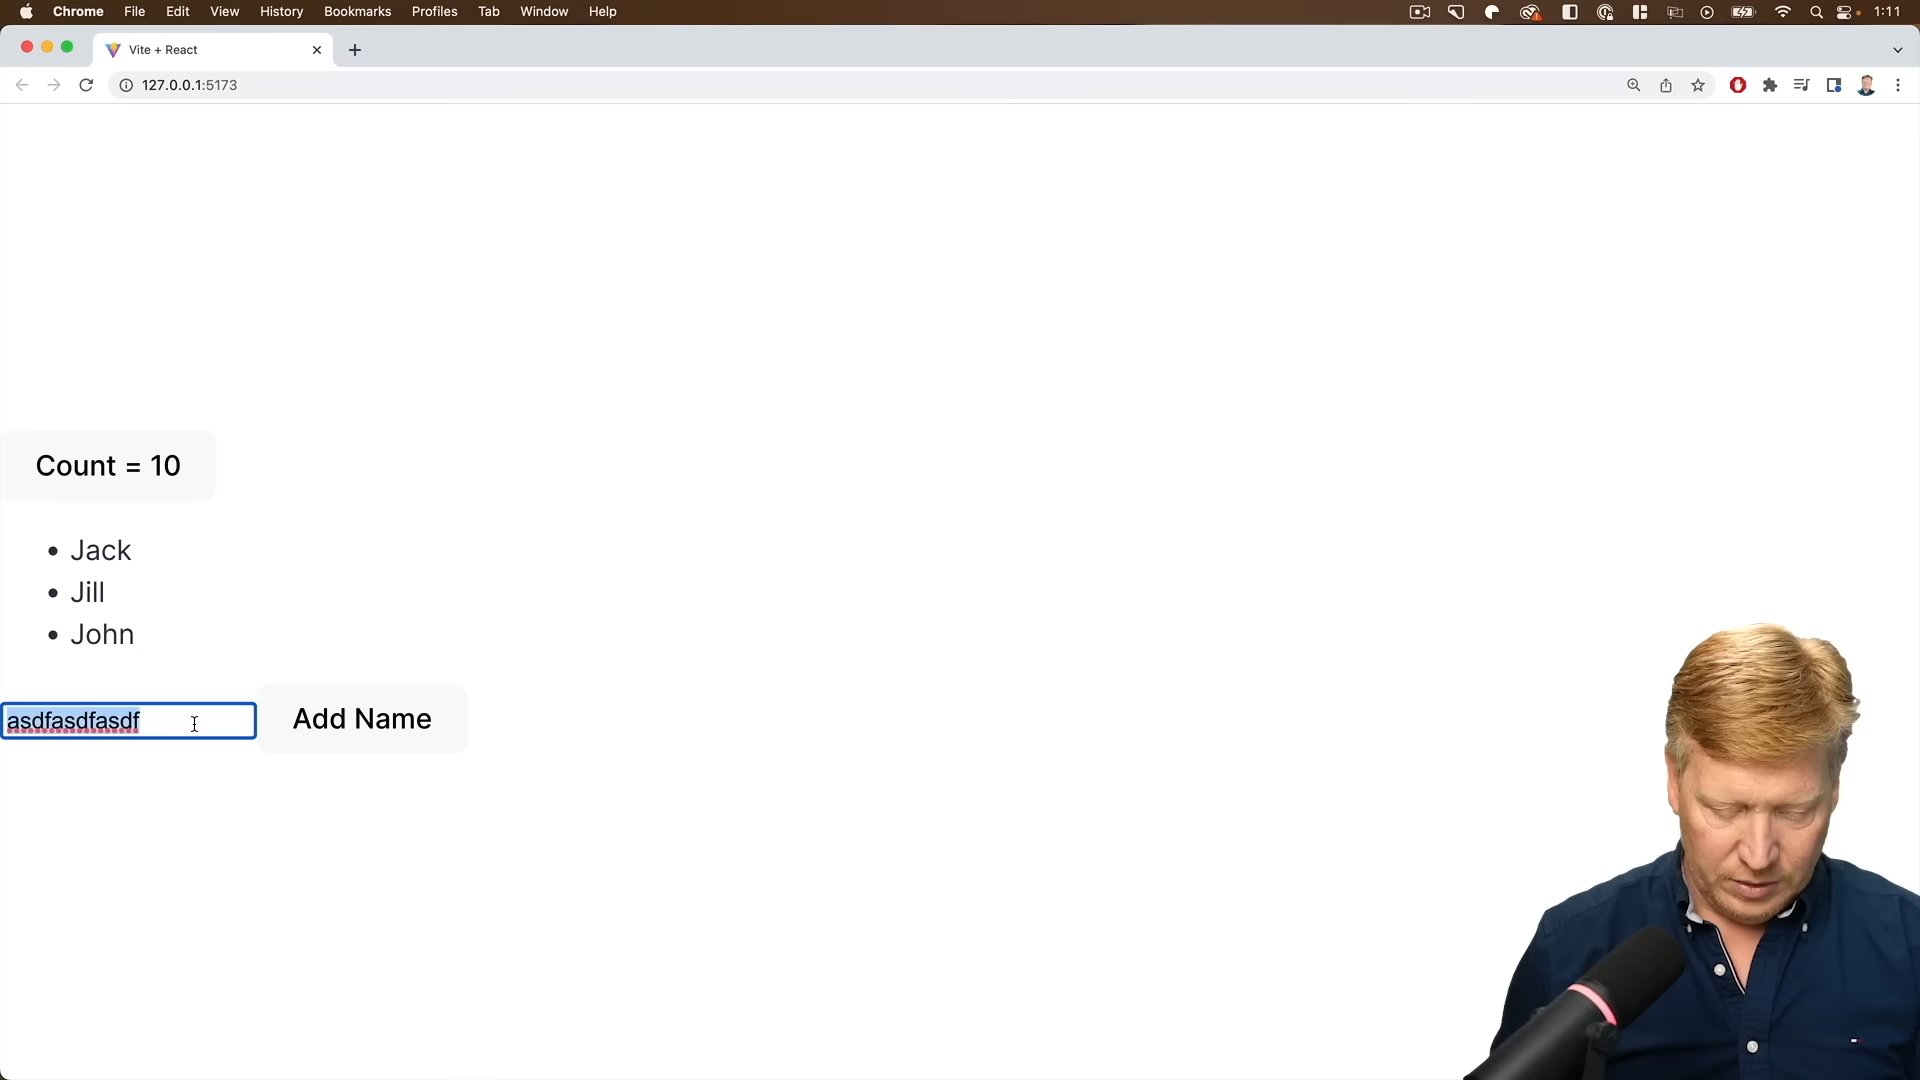 Chrome File Edit View History Bookmarks Profiles Tab Window Help 1:11
Vite + React
127.0.0.1:5173
Count = 10
Jack
Jill
John
asdfasdfasdf Add Name